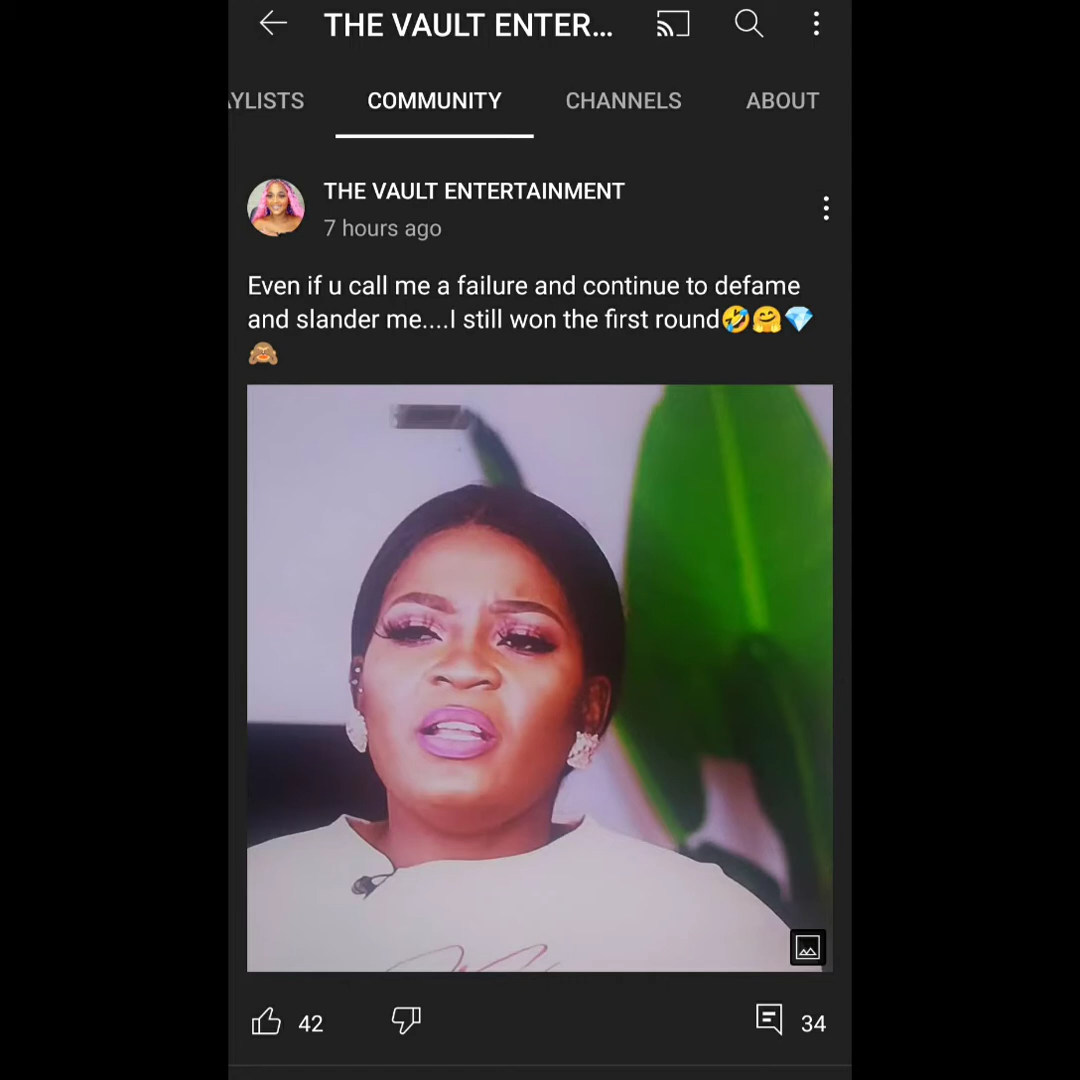 THE VAULT ENTER...
AYLISTS COMMUNITY CHANNELS ABOUT
THE VAULT ENTERTAINMENT
7 hours ago
Even if u call me a failure and continue to defame
and slander me....I still won the first round🤣🤗💎
🙈
42 34